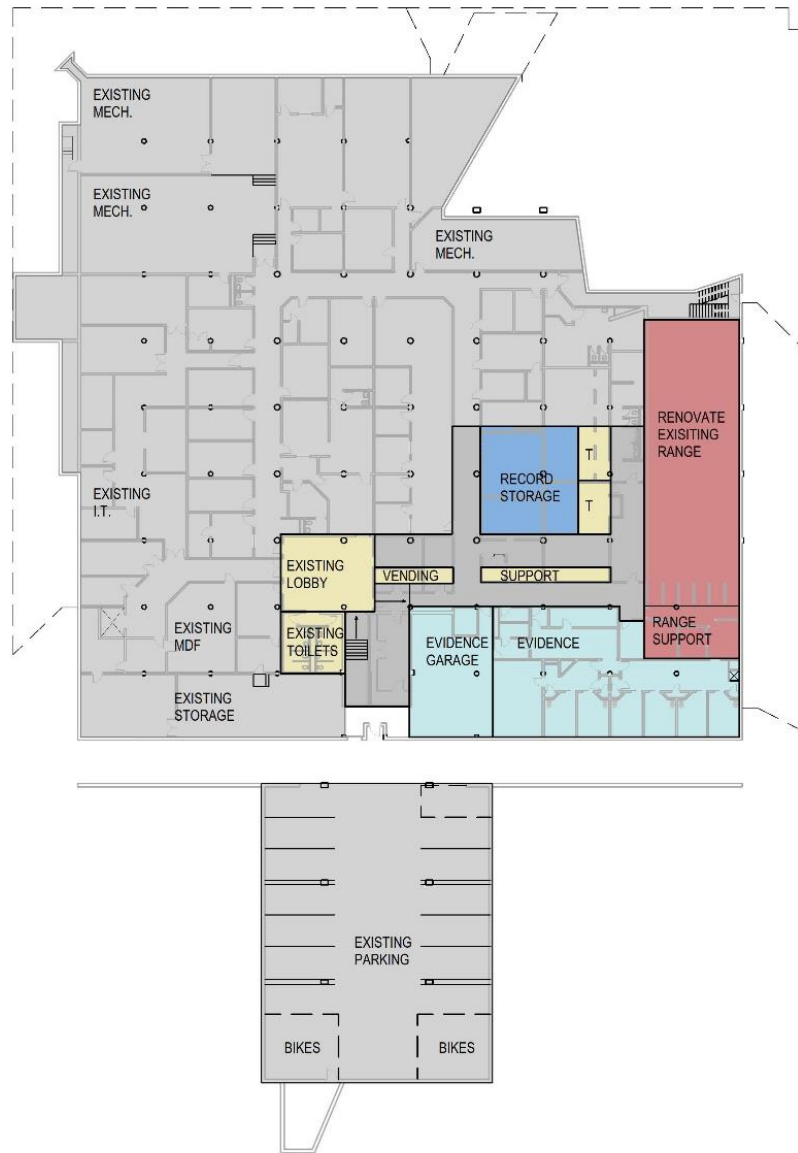 EXISTING
MECH.
EXISTING
MECH.
EXISTING
MECH.
RENOVATE
EXISITING
RANGE
RECORD
STORAGE
T
T
EXISTING
I.T.
EXISTING
LOBBY
VENDING
SUPPORT
EXISTING
MDF
EXISTING
TOILETS
EVIDENCE
GARAGE
EVIDENCE
RANGE
SUPPORT
EXISTING
STORAGE
EXISTING
PARKING
BIKES
BIKES